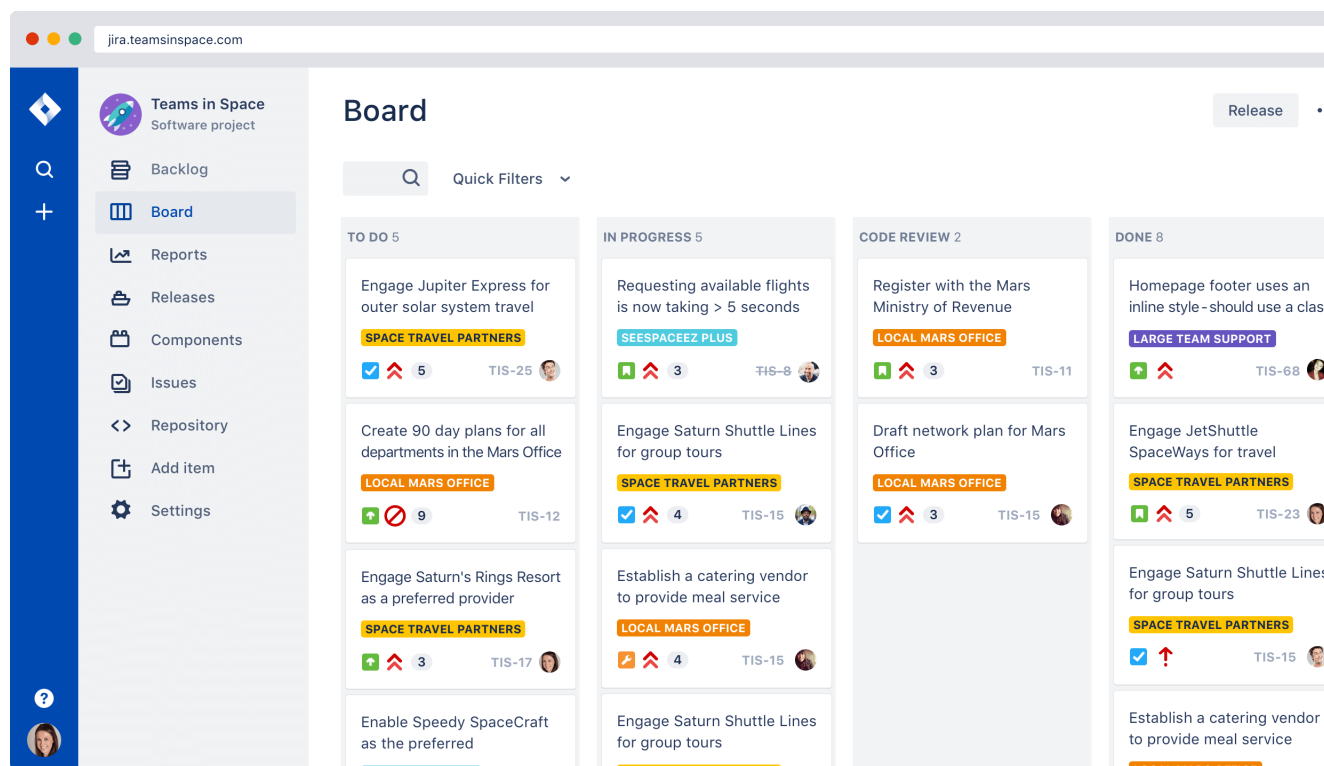 jira.teamsinspace.com
Teams in Space
Software project
Backlog
Board
Reports
Releases
Components
Issues
Repository
Add item
Settings
?
Board
Release
Quick Filters
TO DO 5
Engage Jupiter Express for
outer solar system travel
SPACE TRAVEL PARTNERS
5 TIS-25
Create 90 day plans for all
departments in the Mars Office
LOCAL MARS OFFICE
9 TIS-12
Engage Saturn's Rings Resort
as a preferred provider
SPACE TRAVEL PARTNERS
3 TIS-17
Enable Speedy SpaceCraft
as the preferred
IN PROGRESS 5
Requesting available flights
is now taking > 5 seconds
SEESPACEEZ PLUS
3 TIS-8
Engage Saturn Shuttle Lines
for group tours
SPACE TRAVEL PARTNERS
4 TIS-15
Establish a catering vendor
to provide meal service
LOCAL MARS OFFICE
4 TIS-15
Engage Saturn Shuttle Lines
for group tours
CODE REVIEW 2
Register with the Mars
Ministry of Revenue
LOCAL MARS OFFICE
3 TIS-11
Draft network plan for Mars
Office
LOCAL MARS OFFICE
3 TIS-15
DONE 8
Homepage footer uses an
inline style-should use a clas
LARGE TEAM SUPPORT
TIS-68
Engage JetShuttle
SpaceWays for travel
SPACE TRAVEL PARTNERS
5 TIS-23
Engage Saturn Shuttle Lines
for group tours
SPACE TRAVEL PARTNERS
TIS-15
Establish a catering vendor
to provide meal service